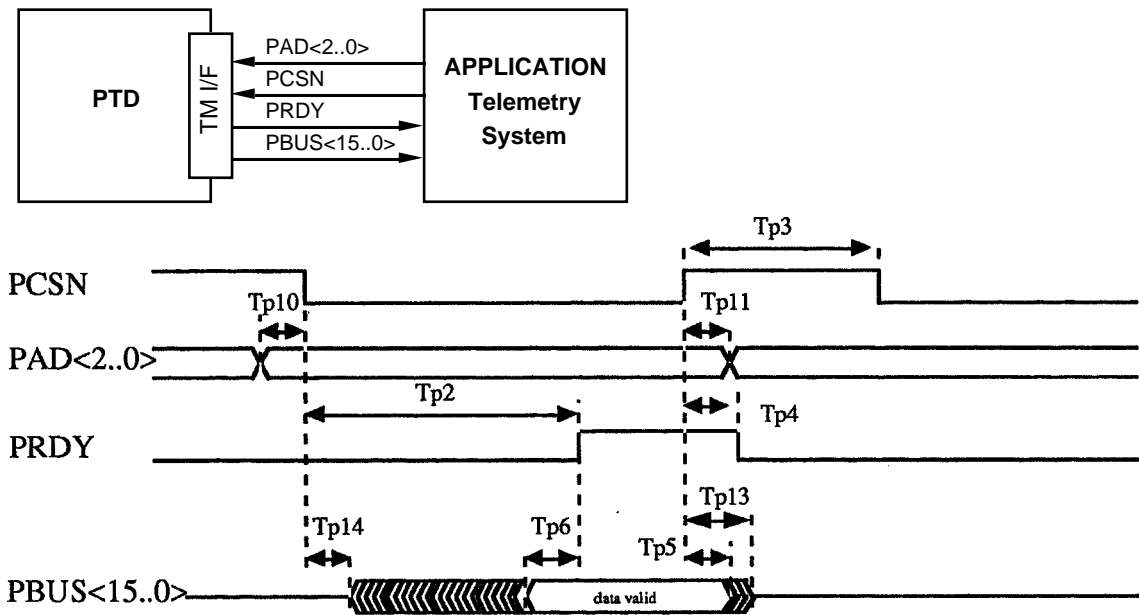 PTD
TM I/F
PAD<2..0>
PCSN
PRDY
PBUS<15..0>
APPLICATION
Telemetry
System
Tp3
PCSN
Tp10
Tp11
PAD<2..0>
Tp2
Tp4
PRDY
Tp13
Tp14
Tp6
Tp5
PBUS<15..0>
data valid